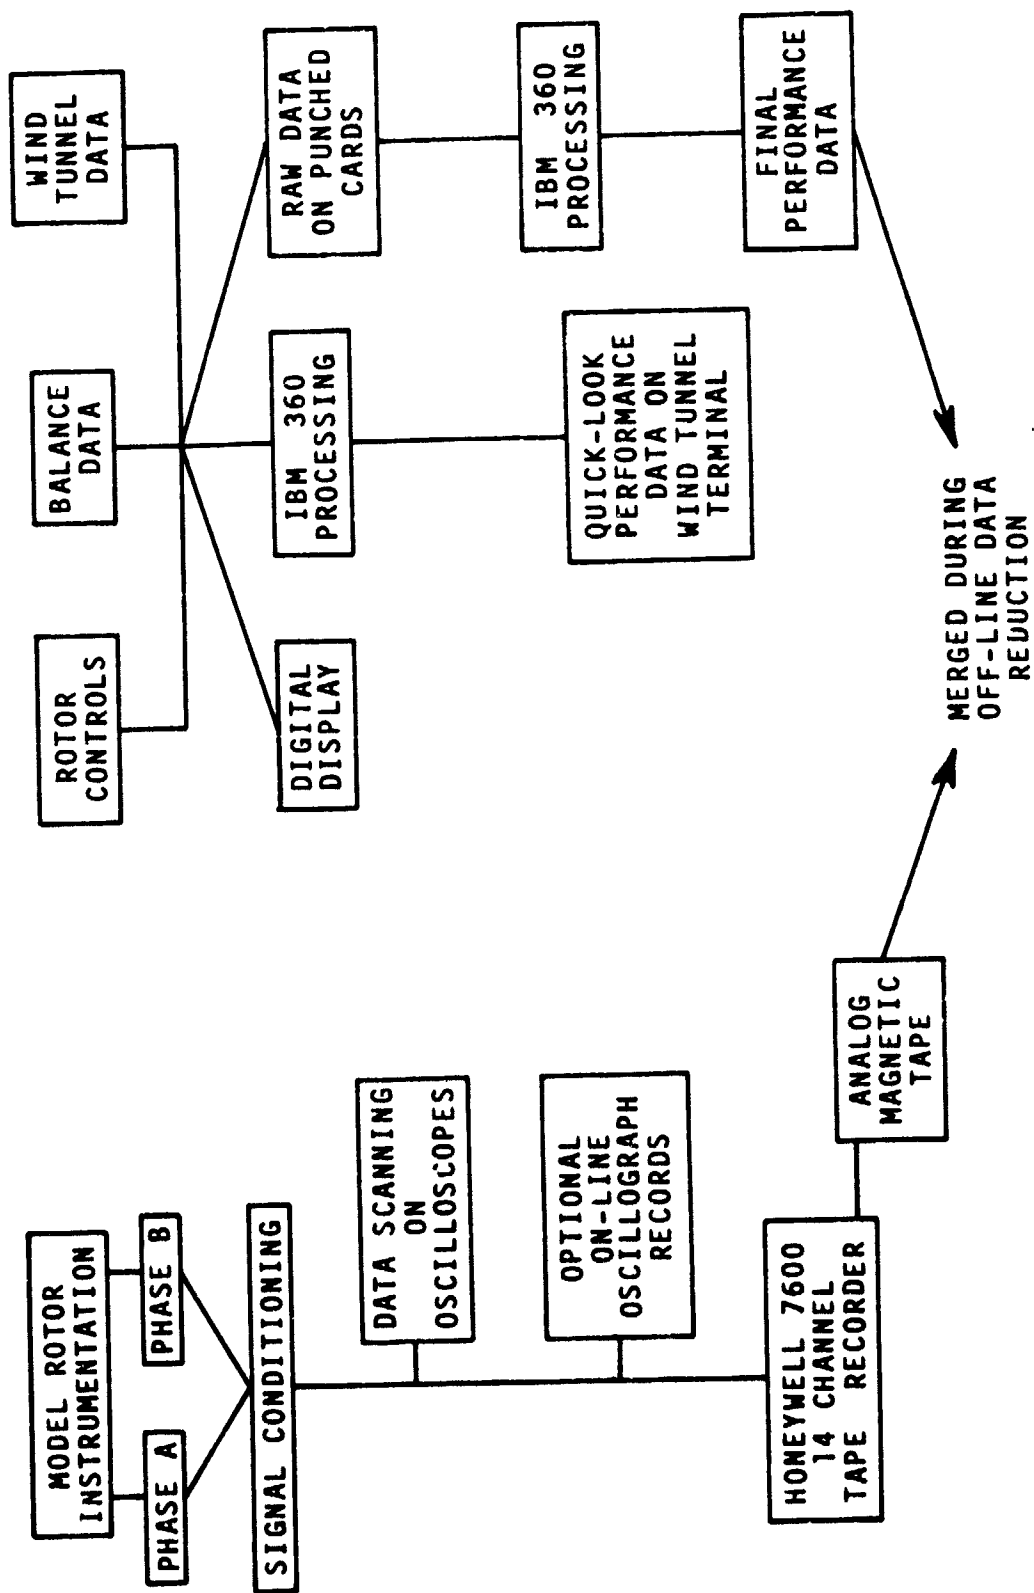 MODEL ROTOR
INSTRUMENTATION
PHASE A
PHASE B
SIGNAL CONDITIONING
DATA SCANNING
ON
OSCILLOSCOPES
OPTIONAL
ON-LINE
OSCILLOGRAPH
RECORDS
HONEYWELL 7600
14 CHANNEL
TAPE RECORDER
ANALOG
MAGNETIC
TAPE
ROTOR
CONTROLS
BALANCE
DATA
WIND
TUNNEL
DATA
DIGITAL
DISPLAY
IBM 360
PROCESSING
RAW DATA
ON PUNCHED
CARDS
QUICK-LOOK
PERFORMANCE
DATA ON
WIND TUNNEL
TERMINAL
IBM 360
PROCESSING
FINAL
PERFORMANCE
DATA
MERGED DURING
OFF-LINE DATA
REDUCTION